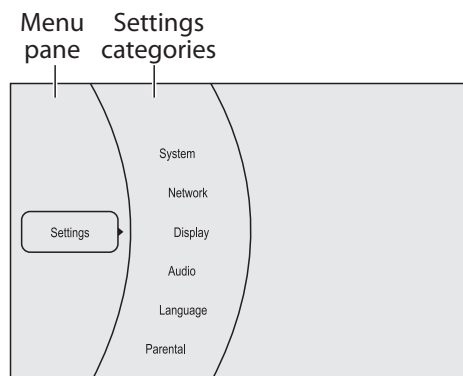 Menu pane
Settings categories
System
Network
Display
Settings
Audio
Language
Parental